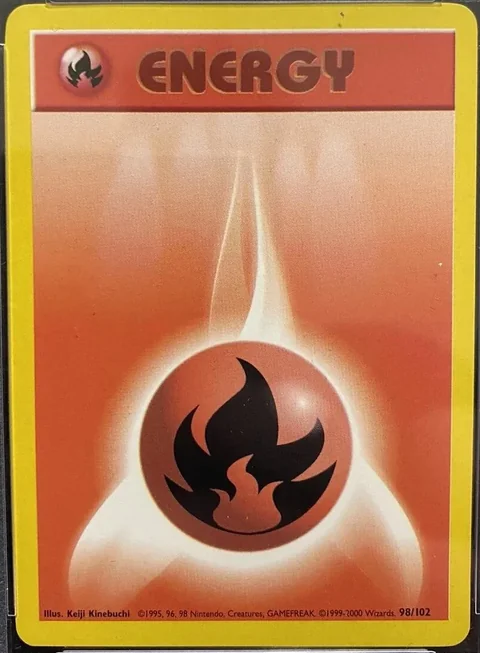 ENERGY
Illus. Keiji Kinebuchi ©1995, 96, 98 Nintendo, Creatures, GAMEFREAK. ©1999-2000 Wizards. 98/102